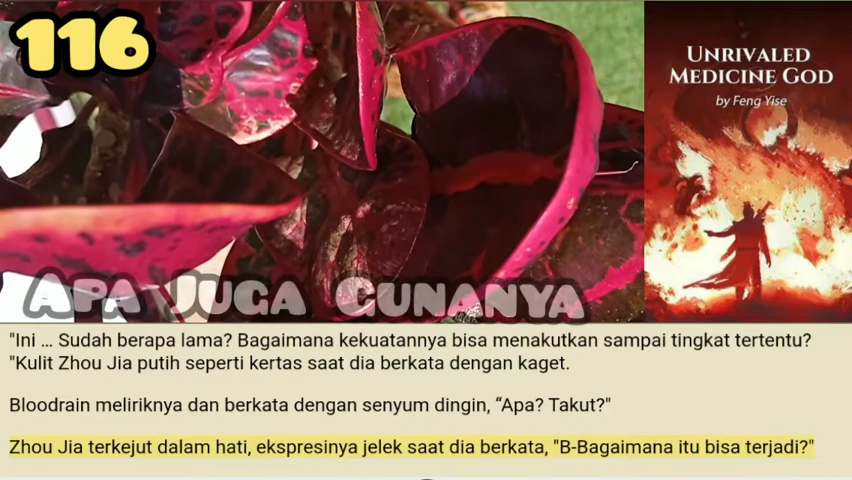 116
UNRIVALED
MEDICINE GOD
by Feng Yise
APA JUGA GUNANYA
"Ini ... Sudah berapa lama? Bagaimana kekuatannya bisa menakutkan sampai tingkat tertentu?
"Kulit Zhou Jia putih seperti kertas saat dia berkata dengan kaget.
Bloodrain meliriknya dan berkata dengan senyum dingin, “Apa? Takut?"
Zhou Jia terkejut dalam hati, ekspresinya jelek saat dia berkata, "B-Bagaimana itu bisa terjadi?"